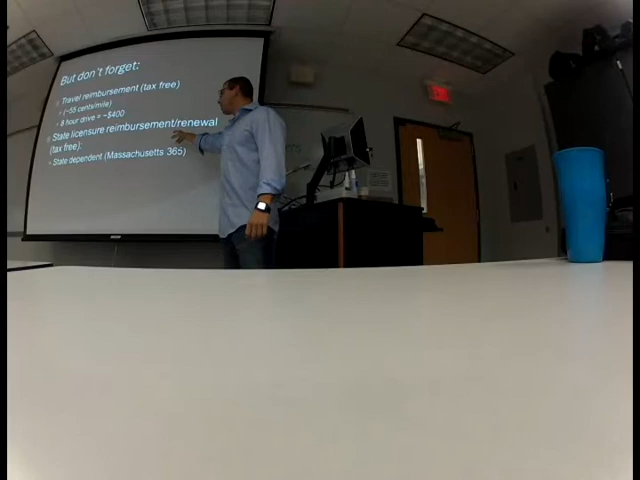 But don't forget:
Travel reimbursement (tax free)
(~55 cents/mile)
8 hour drive = ~$400
State licensure reimbursement/renewal
(tax free):
State dependent (Massachusetts 365)
EXIT